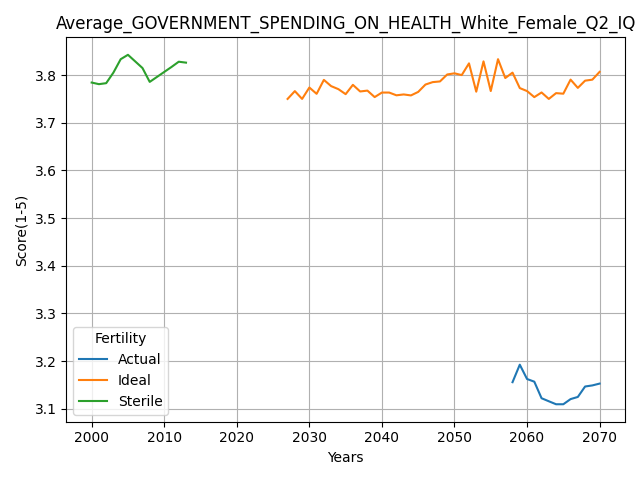 Average_GOVERNMENT_SPENDING_ON_HEALTH_White_Female_Q2_IQ
3.8
3.7
3.6
3.5
3.4
3.3
3.2
3.1
Score(1-5)
Fertility
Actual
Ideal
Sterile
2000 2010 2020 2030 2040 2050 2060 2070
Years